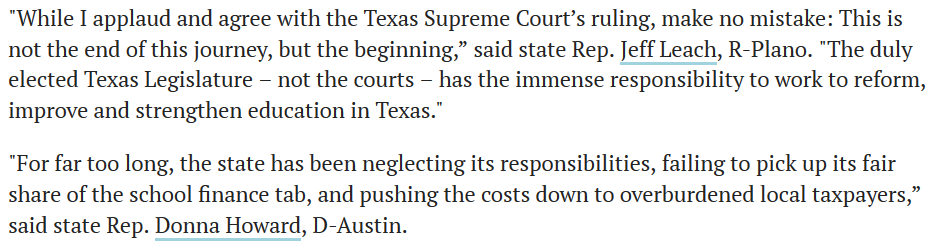 "While I applaud and agree with the Texas Supreme Court’s ruling, make no mistake: This is
not the end of this journey, but the beginning,” said state Rep. Jeff Leach, R-Plano. "The duly
elected Texas Legislature – not the courts – has the immense responsibility to work to reform,
improve and strengthen education in Texas."
"For far too long, the state has been neglecting its responsibilities, failing to pick up its fair
share of the school finance tab, and pushing the costs down to overburdened local taxpayers,”
said state Rep. Donna Howard, D-Austin.